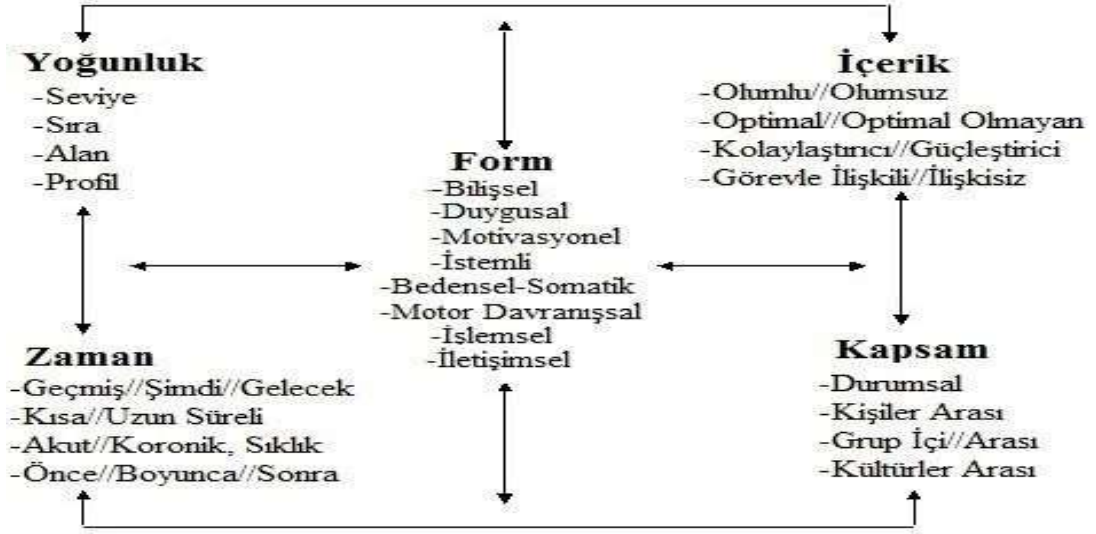 Yoğunluk
-Seviye
-Sıra
-Alan
-Profil
İçerik
-Olumlu//Olumsuz
-Optimal//Optimal Olmayan
-Kolaylaştırıcı//Güçleştirici
-Görevle İlişkili//İlişkisiz
Form
-Bilişsel
-Duygusal
-Motivasyonel
-İstemli
-Bedensel-Somatik
-Motor Davranışsal
-İşlemsel
-İletişimsel
Zaman
-Geçmiş//Şimdi//Gelecek
-Kısa//Uzun Süreli
-Akut//Koronik, Sıklık
-Önce//Boyunca//Sonra
Kapsam
-Durumsal
-Kişiler Arası
-Grup İçi//Arası
-Kültürler Arası